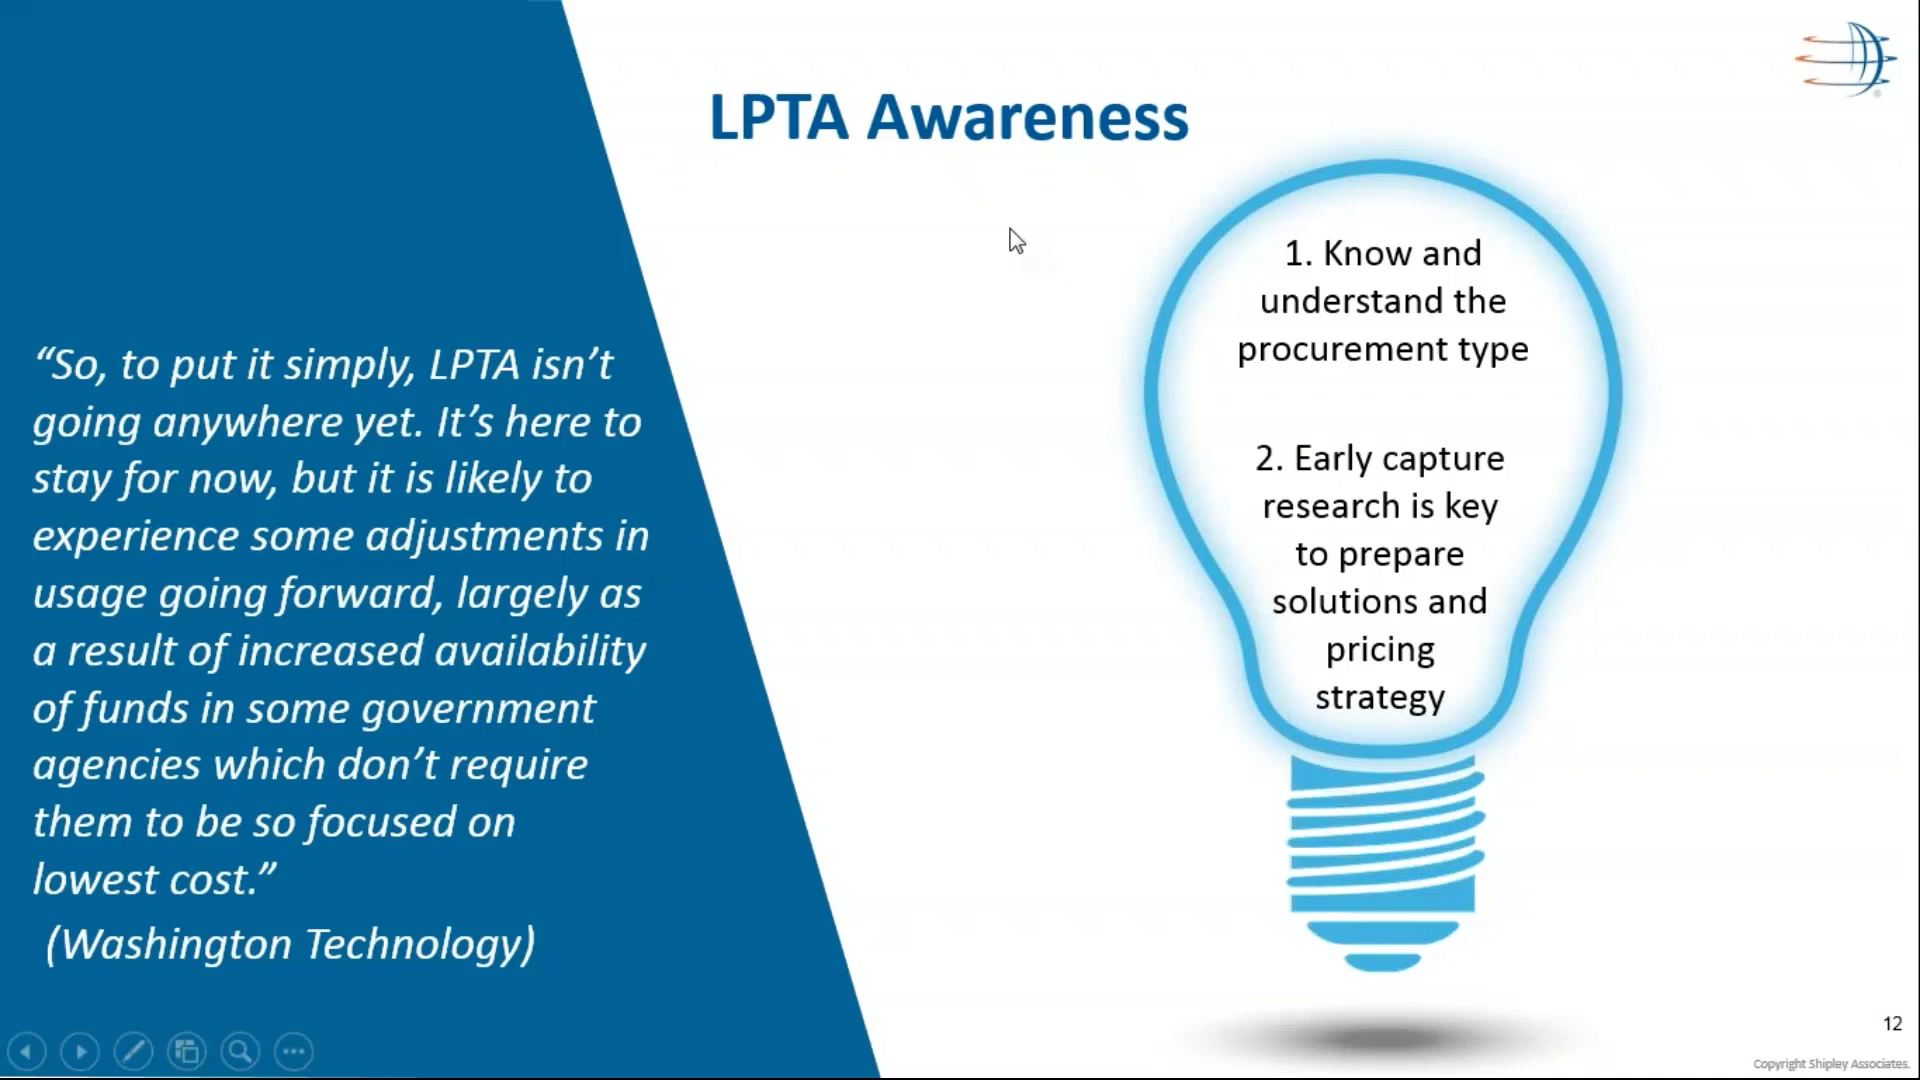 LPTA Awareness
“So, to put it simply, LPTA isn’t
going anywhere yet. It’s here to
stay for now, but it is likely to
experience some adjustments in
usage going forward, largely as
a result of increased availability
of funds in some government
agencies which don’t require
them to be so focused on
lowest cost.”
(Washington Technology)
1. Know and
understand the
procurement type
2. Early capture
research is key
to prepare
solutions and
pricing
strategy
12
Copyright Shipley Associates.